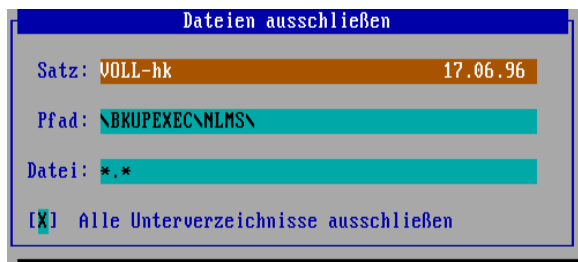 Dateien ausschließen
Satz: VOLL-hk 17.06.96
Pfad: \BKUPEXEC\NLMS\
Datei: *.*
[X] Alle Unterverzeichnisse ausschließen